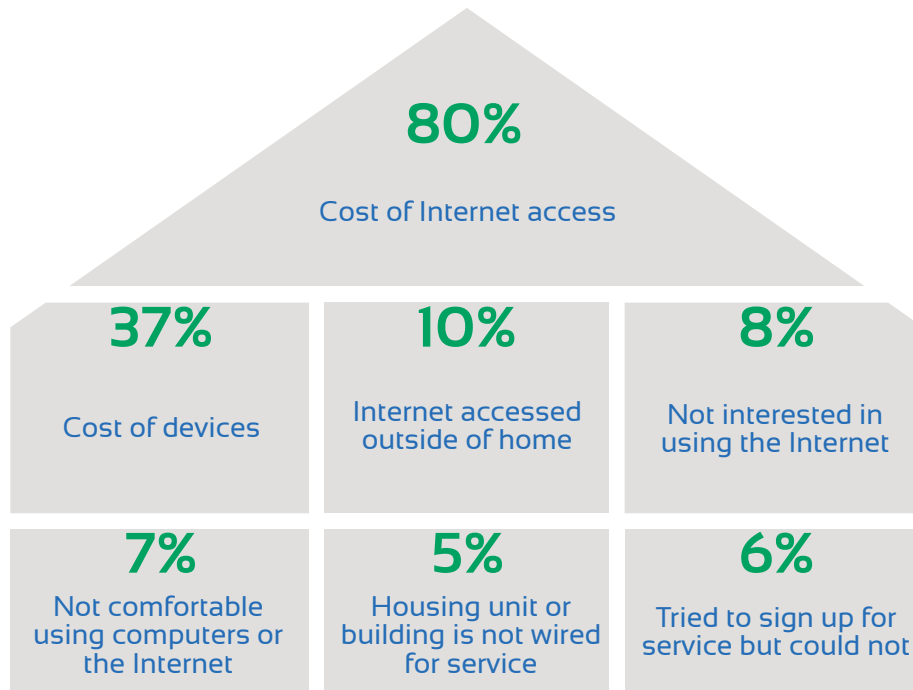 80%
Cost of Internet access
37%
Cost of devices
10%
Internet accessed
outside of home
8%
Not interested in
using the Internet
7%
Not comfortable
using computers or
the Internet
5%
Housing unit or
building is not wired
for service
6%
Tried to sign up for
service but could not